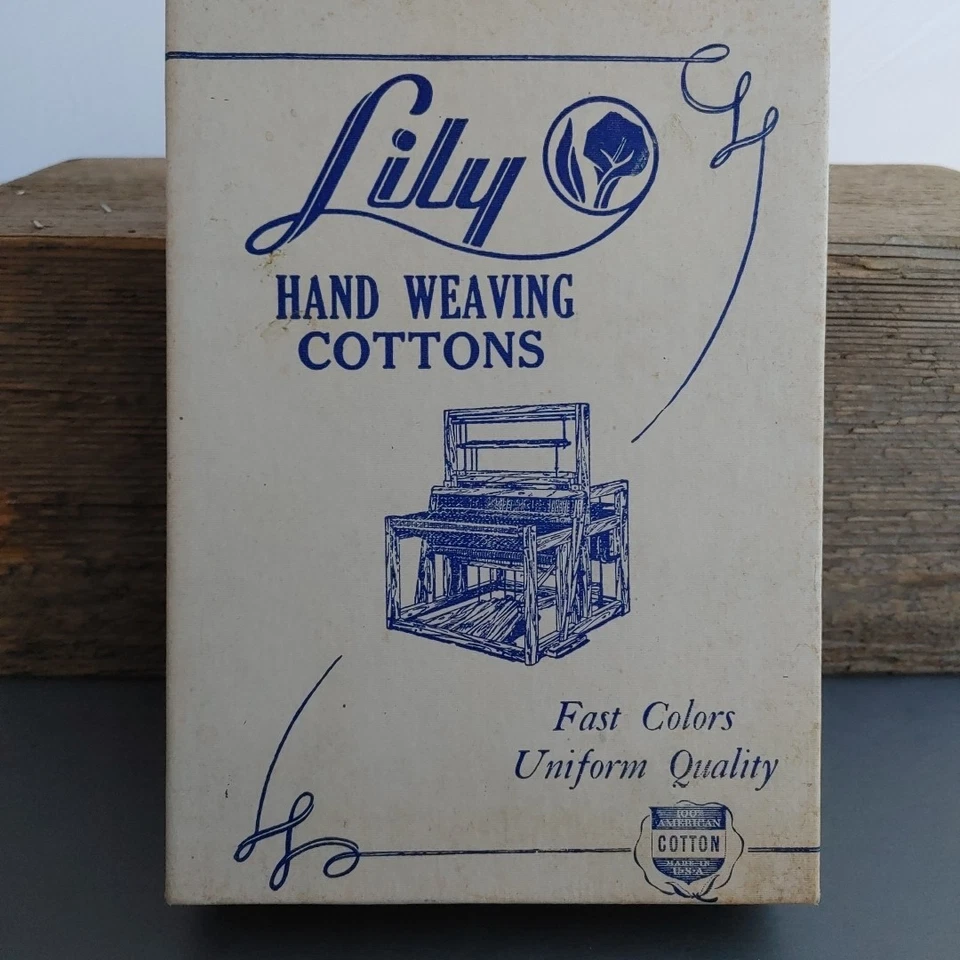 Lily
HAND WEAVING
COTTONS
Fast Colors
Uniform Quality
100%
AMERICAN
COTTON
MADE IN
U.S.A